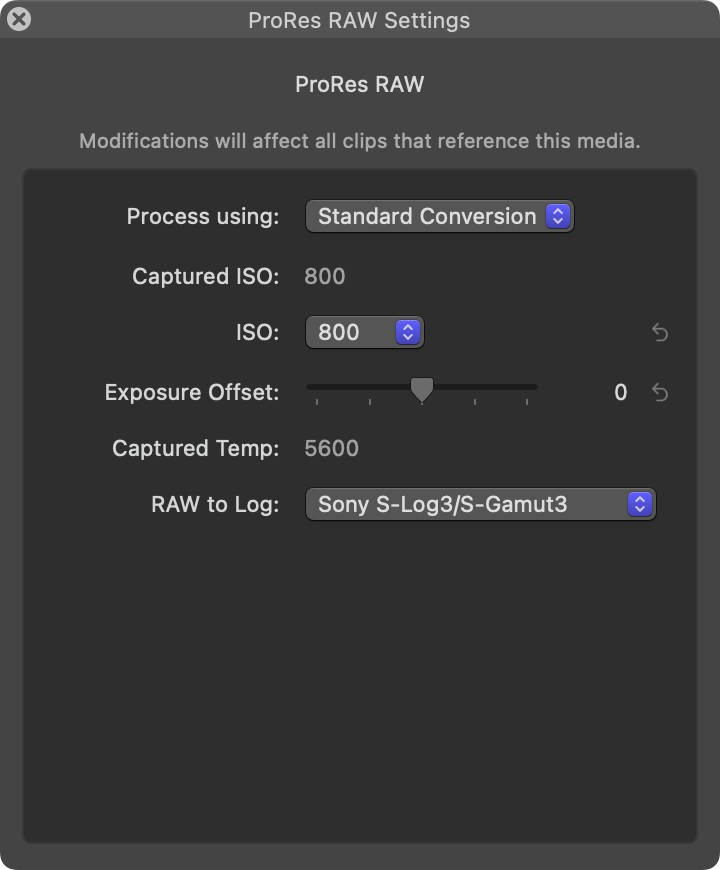 ProRes RAW Settings
ProRes RAW
Modifications will affect all clips that reference this media.
Process using: Standard Conversion
Captured ISO: 800
ISO: 800
Exposure Offset: 0
Captured Temp: 5600
RAW to Log: Sony S-Log3/S-Gamut3